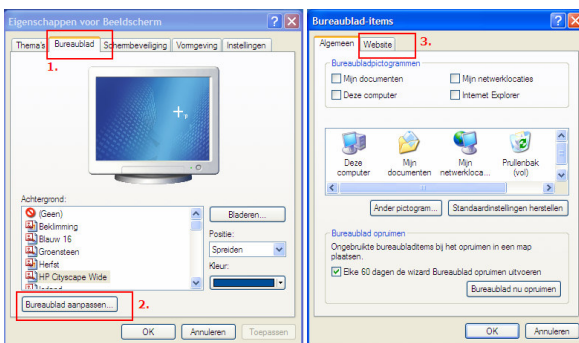 Eigenschappen voor Beeldscherm
Thema's Bureaublad Schermbeveiliging Vormgeving Instellingen
1.
Achtergrond:
(Geen)
Beklimming
Blauw 16
Groensteen
Herfst
HP Cityscape Wide
Ierland
Bladeren...
Positie:
Spreiden
Kleur:
Bureaublad aanpassen...
2.
OK Annuleren Toepassen
Bureaublad-items
Algemeen Website
3.
Bureaubladpictogrammen
Mijn documenten Mijn netwerklocaties
Deze computer Internet Explorer
Deze computer
Mijn documenten
Mijn netwerkloca...
Prullenbak (vol)
Ander pictogram... Standaardinstellingen herstellen
Bureaublad opruimen
Ongebruikte bureaubladitems bij het opruimen in een map
plaatsen.
Elke 60 dagen de wizard Bureaublad opruimen uitvoeren
Bureaublad nu opruimen
OK Annuleren